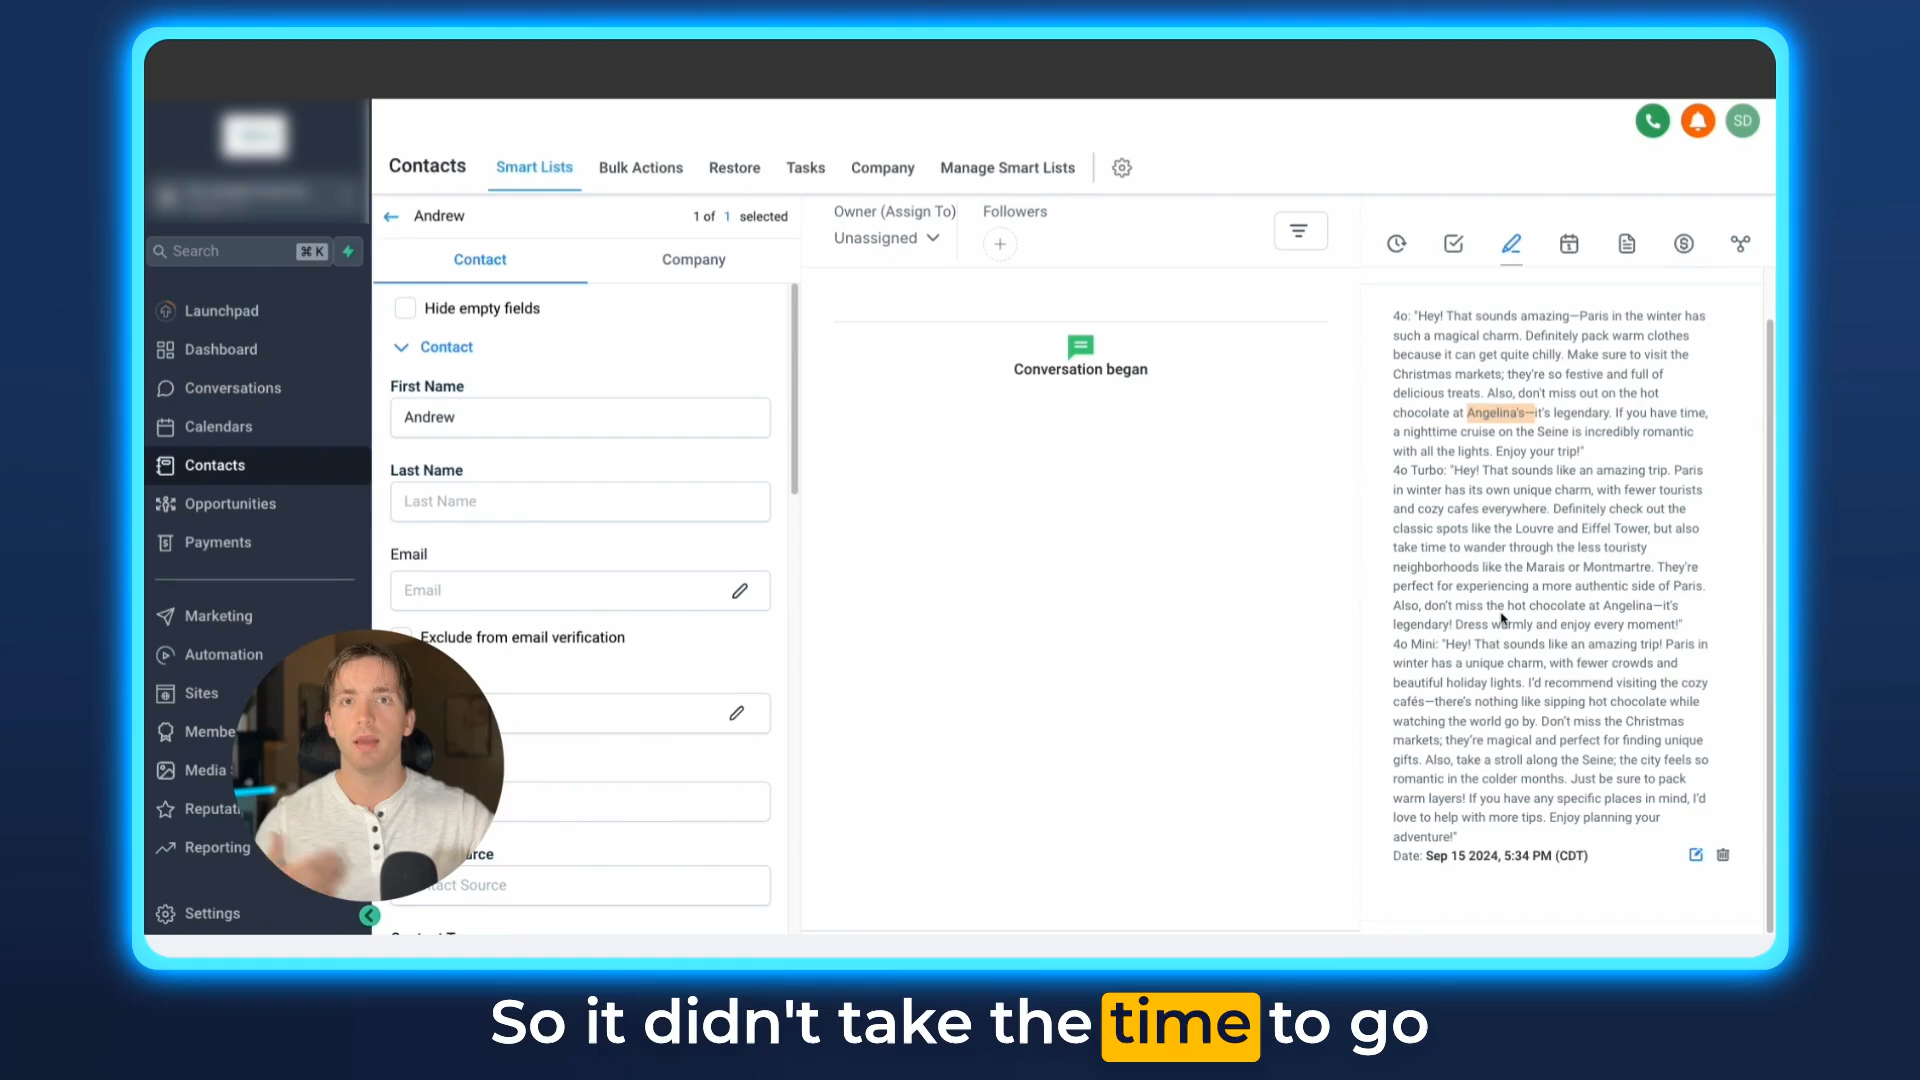 SD
Contacts
Smart Lists
Bulk Actions
Restore
Tasks
Company
Manage Smart Lists
Search
⌘ K
Launchpad
Dashboard
Conversations
Calendars
Contacts
Opportunities
Payments
Marketing
Automation
Sites
Membe
Media
Reputat
Reporting
Settings
Andrew
1 of 1 selected
Contact
Company
Hide empty fields
Contact
First Name
Andrew
Last Name
Last Name
Email
Email
Exclude from email verification
urce
tact Source
Owner (Assign To)
Unassigned
Followers
Conversation began
4o: "Hey! That sounds amazing—Paris in the winter has
such a magical charm. Definitely pack warm clothes
because it can get quite chilly. Make sure to visit the
Christmas markets; they're so festive and full of
delicious treats. Also, don't miss out on the hot
chocolate at Angelina's—it's legendary. If you have time,
a nighttime cruise on the Seine is incredibly romantic
with all the lights. Enjoy your trip!"
4o Turbo: "Hey! That sounds like an amazing trip. Paris
in winter has its own unique charm, with fewer tourists
and cozy cafes everywhere. Definitely check out the
classic spots like the Louvre and Eiffel Tower, but also
take time to wander through the less touristy
neighborhoods like the Marais or Montmartre. They're
perfect for experiencing a more authentic side of Paris.
Also, don't miss the hot chocolate at Angelina—it's
legendary! Dress warmly and enjoy every moment!"
4o Mini: "Hey! That sounds like an amazing trip! Paris in
winter has a unique charm, with fewer crowds and
beautiful holiday lights. I'd recommend visiting the cozy
cafés—there's nothing like sipping hot chocolate while
watching the world go by. Don't miss the Christmas
markets; they're magical and perfect for finding unique
gifts. Also, take a stroll along the Seine; the city feels so
romantic in the colder months. Just be sure to pack
warm layers! If you have any specific places in mind, I'd
love to help with more tips. Enjoy planning your
adventure!"
Date: Sep 15 2024, 5:34 PM (CDT)
So it didn't take the time to go